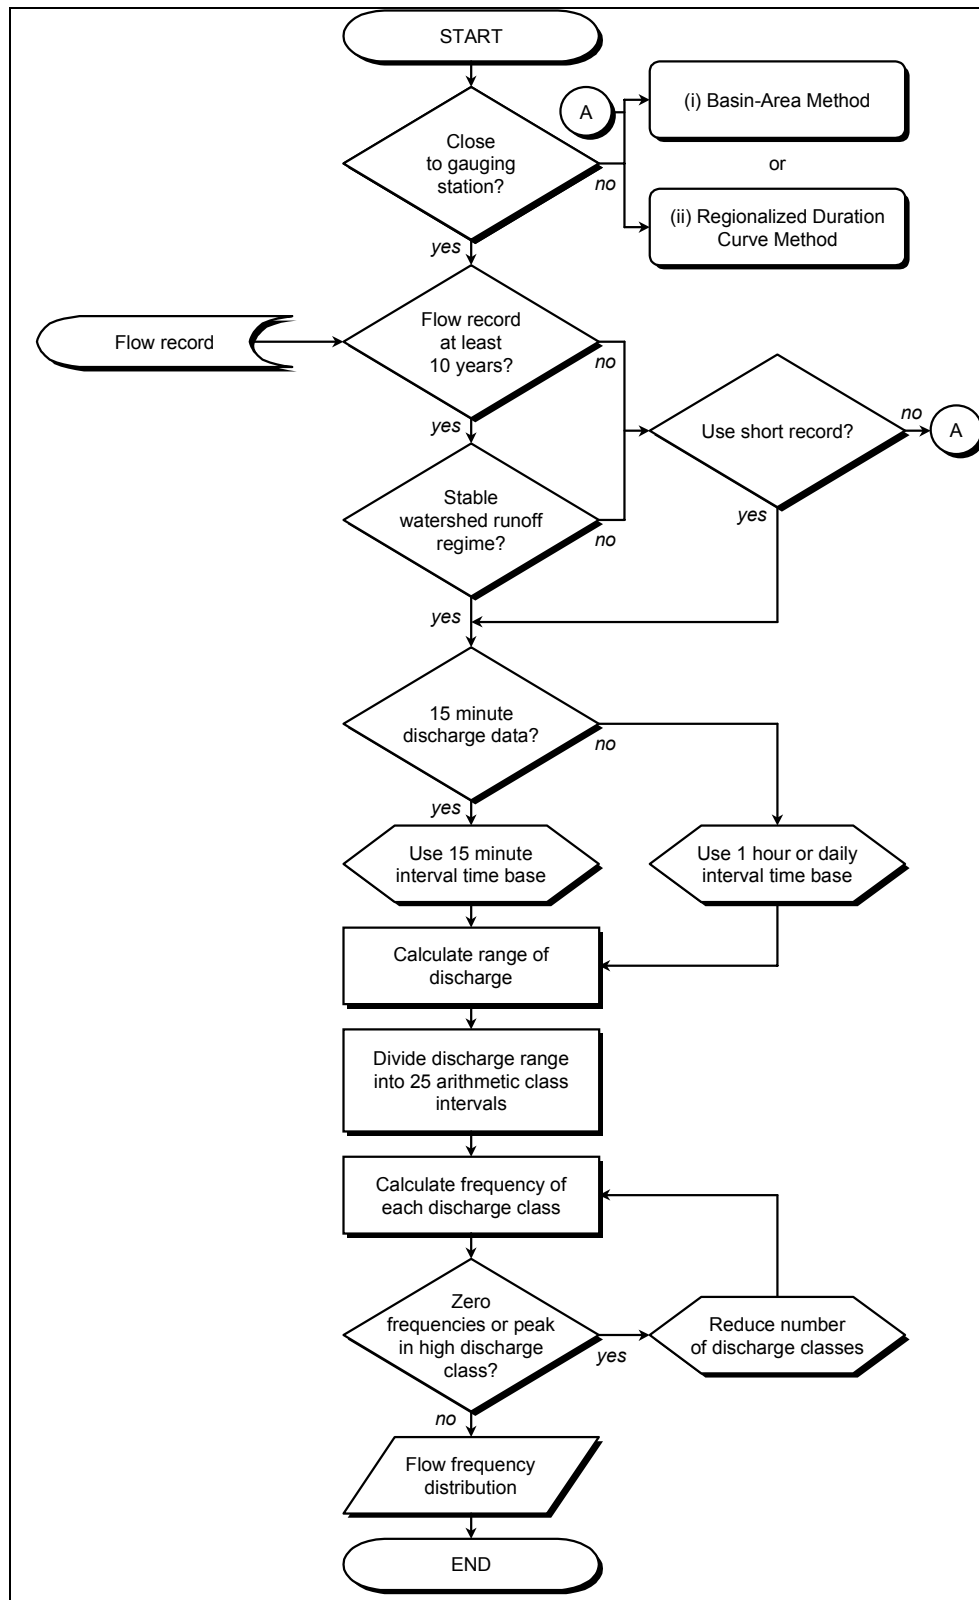 START
Close
to gauging
station?
no
yes
A
(i) Basin-Area Method
or
(ii) Regionalized Duration
Curve Method
Flow record
Flow record
at least
10 years?
no
yes
Use short record?
no
A
yes
Stable
watershed runoff
regime?
no
yes
15 minute
discharge data?
no
yes
Use 15 minute
interval time base
Use 1 hour or daily
interval time base
Calculate range of
discharge
Divide discharge range
into 25 arithmetic class
intervals
Calculate frequency of
each discharge class
Zero
frequencies or peak
in high discharge
class?
yes
Reduce number
of discharge classes
no
Flow frequency
distribution
END